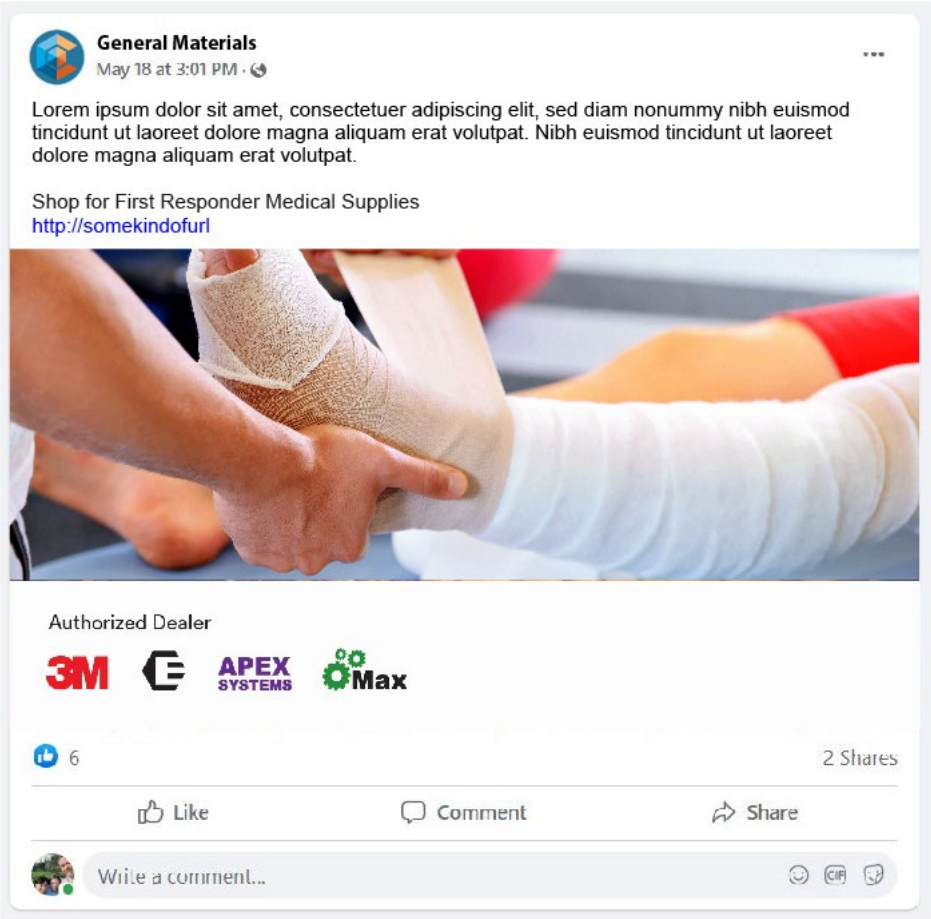 General Materials
May 18 at 3:01 PM ·
Lorem ipsum dolor sit amet, consectetuer adipiscing elit, sed diam nonummy nibh euismod
tincidunt ut laoreet dolore magna aliquam erat volutpat. Nibh euismod tincidunt ut laoreet
dolore magna aliquam erat volutpat.
Shop for First Responder Medical Supplies
http://somekindofurl
Authorized Dealer
3M
APEX
SYSTEMS
Max
6
2 Shares
Like
Comment
Share
Write a comment...
GIF